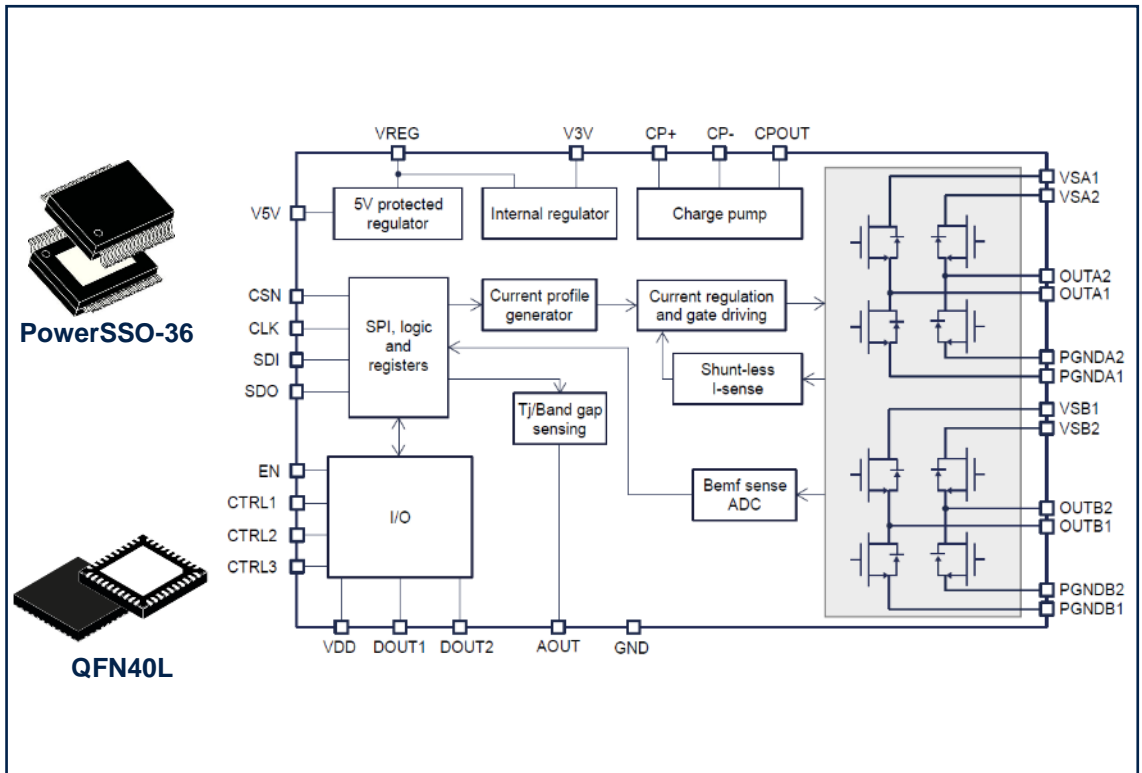 VREG
V3V
CP+
CP-
CPOUT
V5V
5V protected
regulator
Internal regulator
Charge pump
VSA1
VSA2
OUTA2
OUTA1
PGNDA2
PGNDA1
VSB1
VSB2
OUTB2
OUTB1
PGNDB2
PGNDB1
CSN
CLK
SDI
SDO
SPI, logic
and
registers
Current profile
generator
Current regulation
and gate driving
Shunt-less
I-sense
Tj/Band gap
sensing
Bemf sense
ADC
EN
CTRL1
CTRL2
CTRL3
I/O
VDD
DOUT1
DOUT2
AOUT
GND
PowerSSO-36
QFN40L